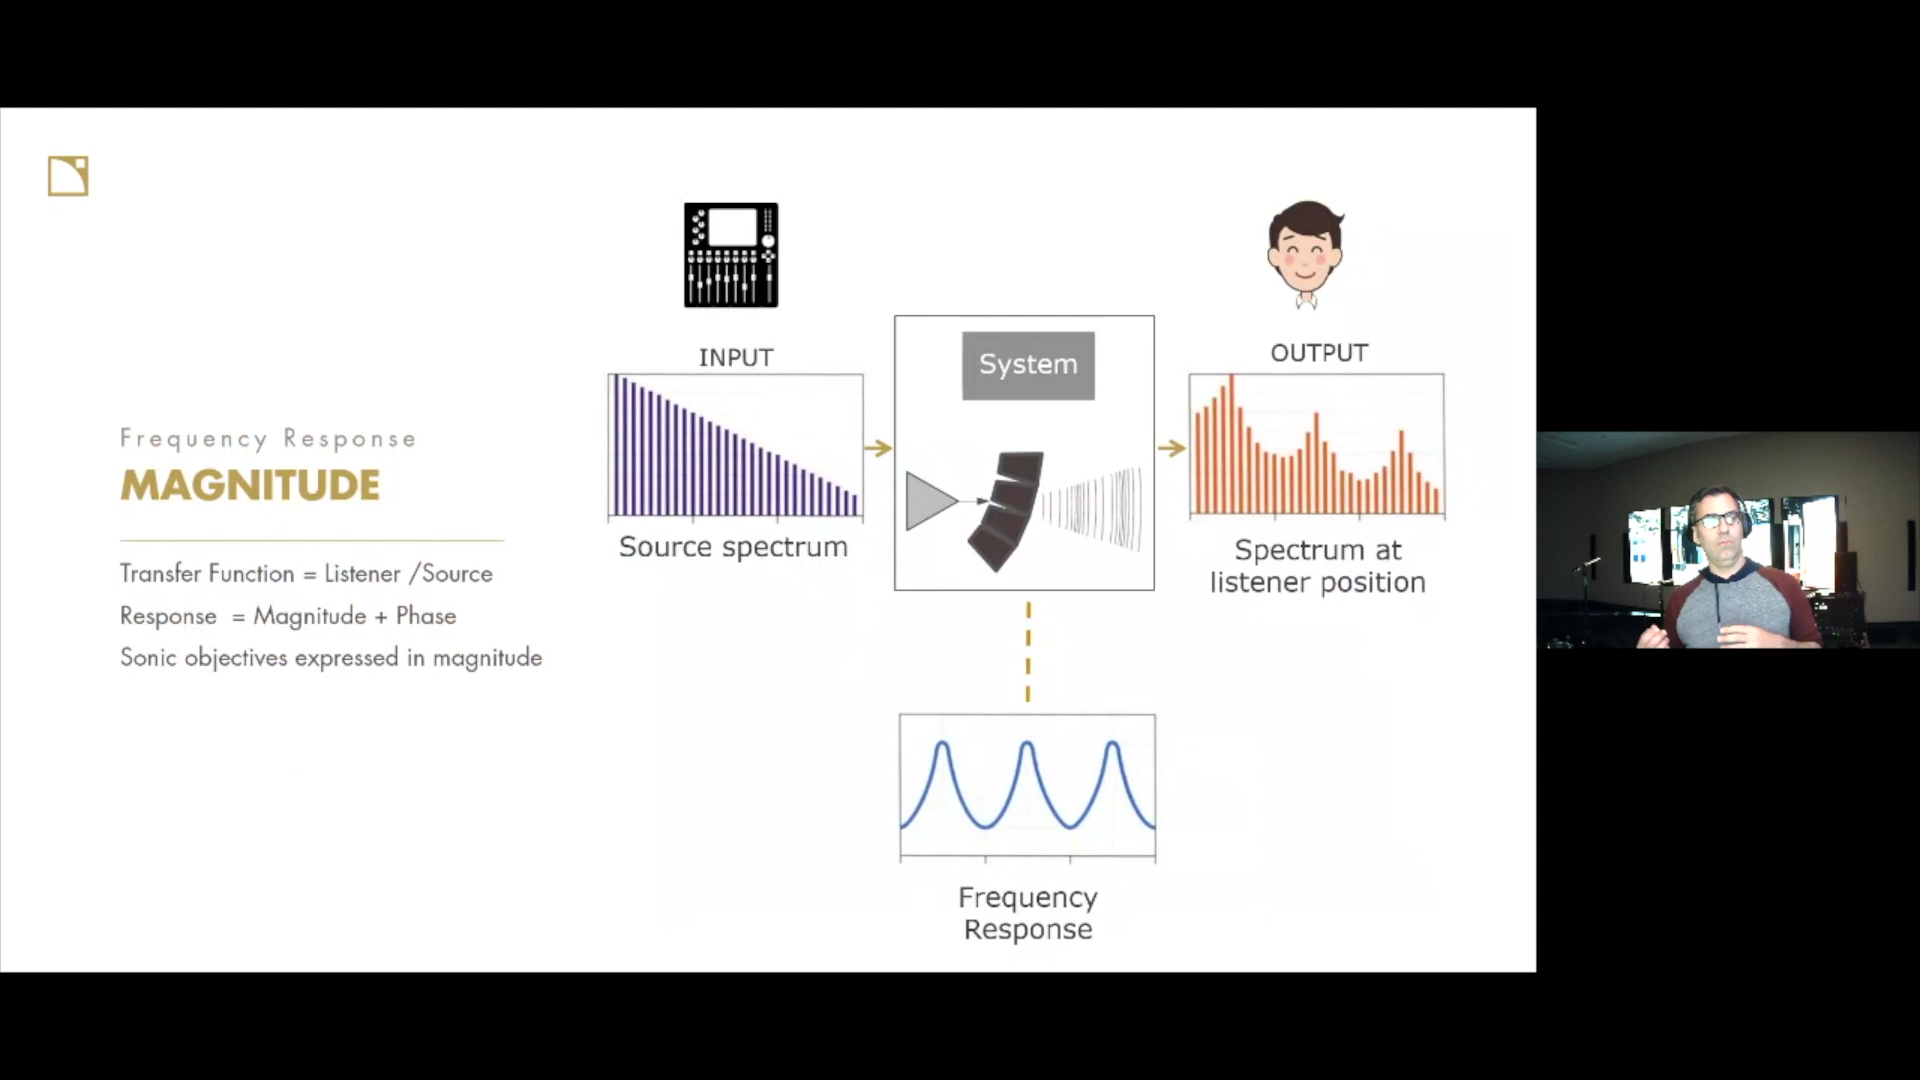 Frequency Response
MAGNITUDE
Transfer Function = Listener /Source
Response = Magnitude + Phase
Sonic objectives expressed in magnitude
INPUT
Source spectrum
System
OUTPUT
Spectrum at
listener position
Frequency
Response